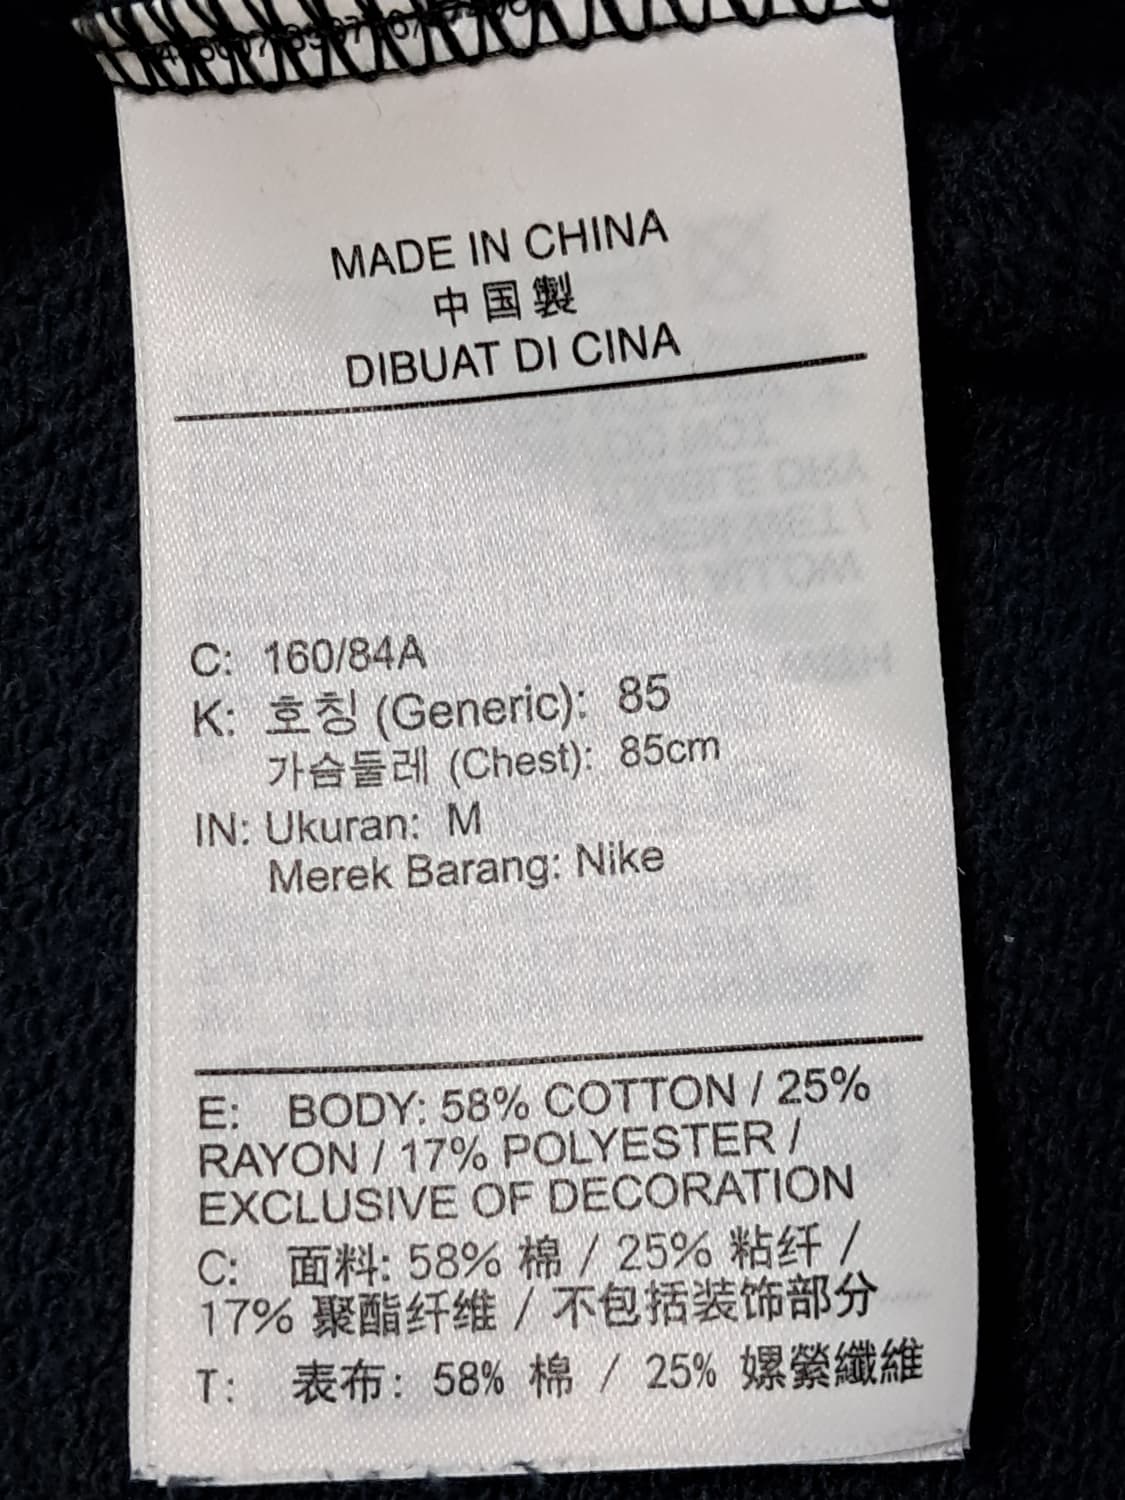 MADE IN CHINA
中国製
DIBUAT DI CINA
C: 160/84A
K: 호칭 (Generic): 85
가슴둘레 (Chest): 85cm
IN: Ukuran: M
Merek Barang: Nike
E: BODY: 58% COTTON / 25%
RAYON / 17% POLYESTER /
EXCLUSIVE OF DECORATION
C: 面料: 58% 棉 / 25% 粘纤 /
17% 聚酯纤维 / 不包括装饰部分
T: 表布: 58% 棉 / 25% 嫘縈纖維